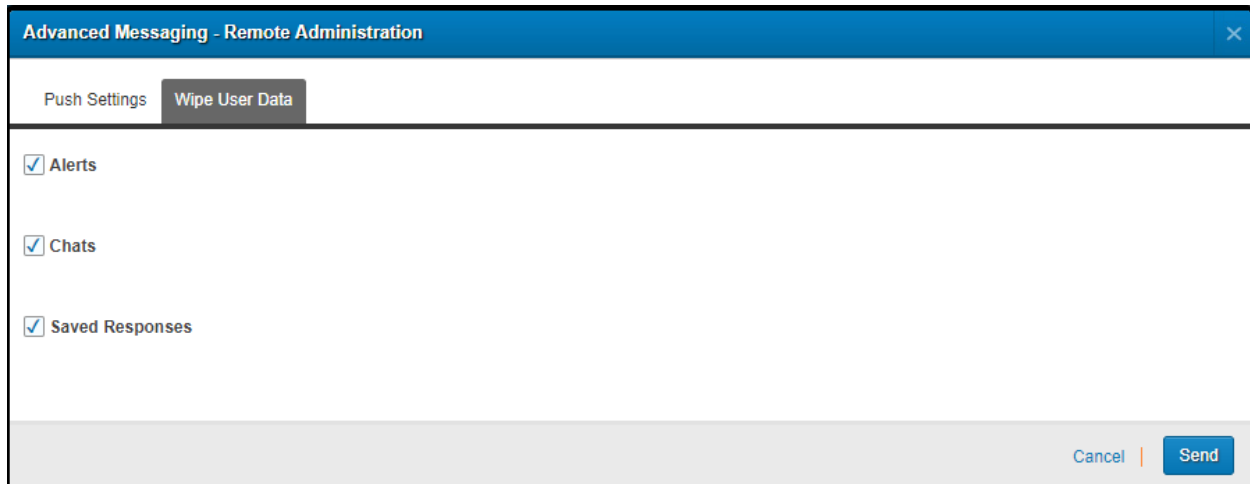 Advanced Messaging - Remote Administration
Push Settings Wipe User Data
Alerts
Chats
Saved Responses
Cancel Send